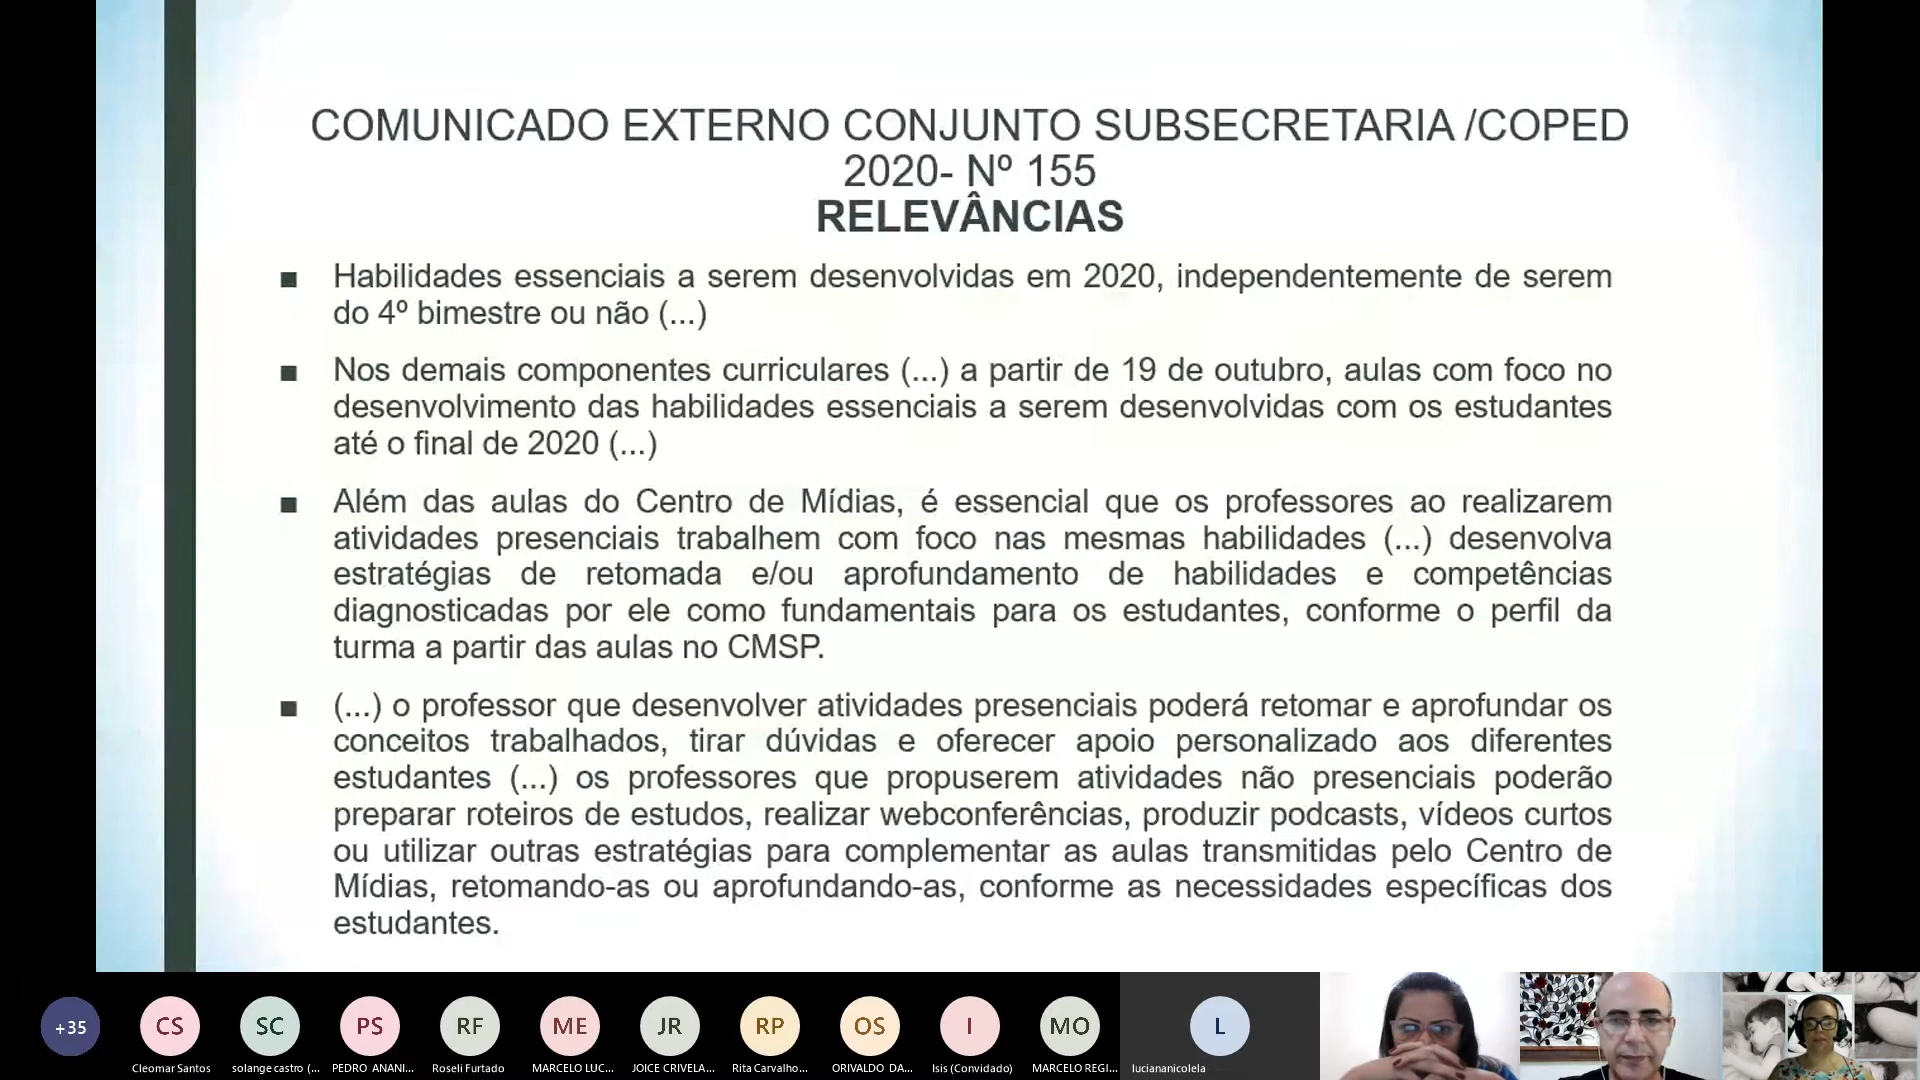 COMUNICADO EXTERNO CONJUNTO SUBSECRETARIA /COPED
2020- Nº 155
RELEVÂNCIAS
■ Habilidades essenciais a serem desenvolvidas em 2020, independentemente de serem
do 4º bimestre ou não (...)
■ Nos demais componentes curriculares (...) a partir de 19 de outubro, aulas com foco no
desenvolvimento das habilidades essenciais a serem desenvolvidas com os estudantes
até o final de 2020 (...)
■ Além das aulas do Centro de Mídias, é essencial que os professores ao realizarem
atividades presenciais trabalhem com foco nas mesmas habilidades (...) desenvolva
estratégias de retomada e/ou aprofundamento de habilidades e competências
diagnosticadas por ele como fundamentais para os estudantes, conforme o perfil da
turma a partir das aulas no CMSP.
■ (...) o professor que desenvolver atividades presenciais poderá retomar e aprofundar os
conceitos trabalhados, tirar dúvidas e oferecer apoio personalizado aos diferentes
estudantes (...) os professores que propuserem atividades não presenciais poderão
preparar roteiros de estudos, realizar webconferências, produzir podcasts, vídeos curtos
ou utilizar outras estratégias para complementar as aulas transmitidas pelo Centro de
Mídias, retomando-as ou aprofundando-as, conforme as necessidades específicas dos
estudantes.
+35 CS SC PS RF ME JR RP OS I MO L
Cleomar Santos solange castro (... PEDRO ANANI... Roseli Furtado MARCELO LUC... JOICE CRIVELA... Rita Carvalho... ORIVALDO DA... Isis (Convidado) MARCELO REGI... luciananicolela